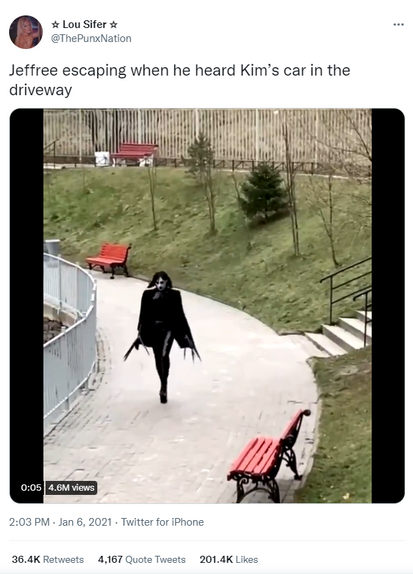 ☆ Lou Sifer ☆
@ThePunxNation
Jeffree escaping when he heard Kim’s car in the
driveway
0:05 4.6M views
2:03 PM · Jan 6, 2021 · Twitter for iPhone
36.4K Retweets 4,167 Quote Tweets 201.4K Likes